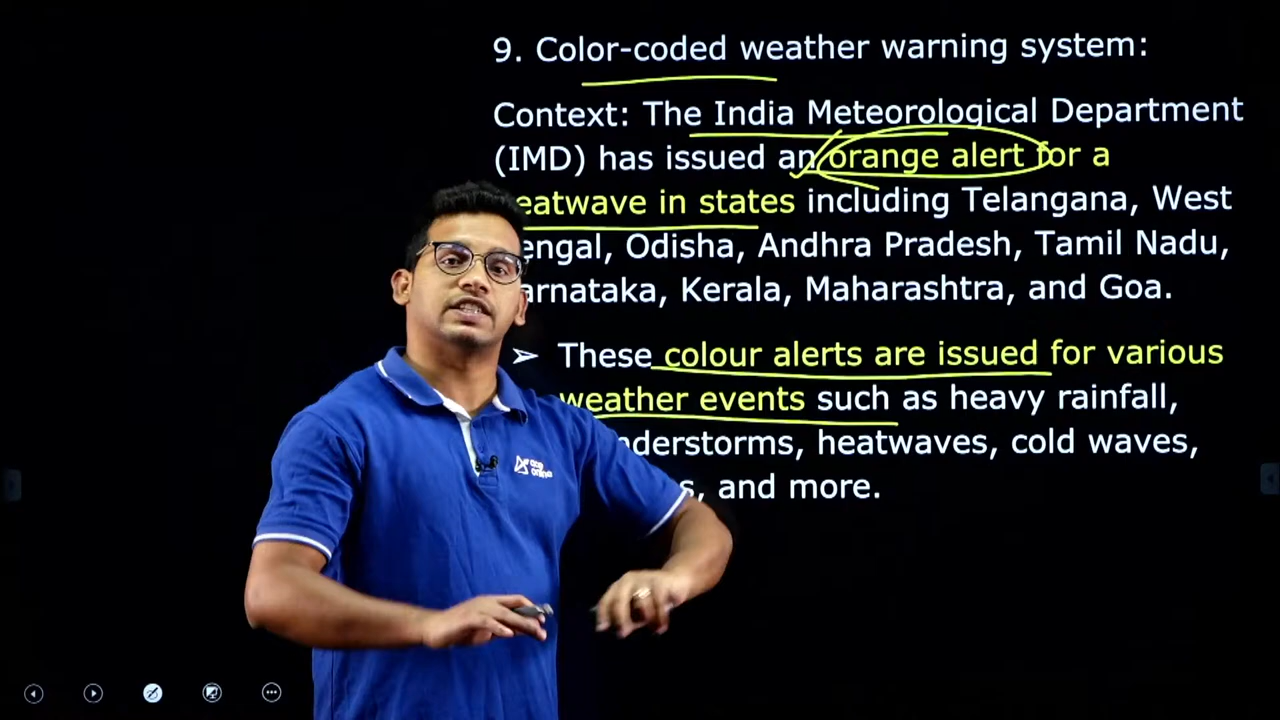 9. Color-coded weather warning system:
Context: The India Meteorological Department
(IMD) has issued an orange alert for a
eatwave in states including Telangana, West
engal, Odisha, Andhra Pradesh, Tamil Nadu,
arnataka, Kerala, Maharashtra, and Goa.
➢ These colour alerts are issued for various
weather events such as heavy rainfall,
nderstorms, heatwaves, cold waves,
s, and more.
ace
online